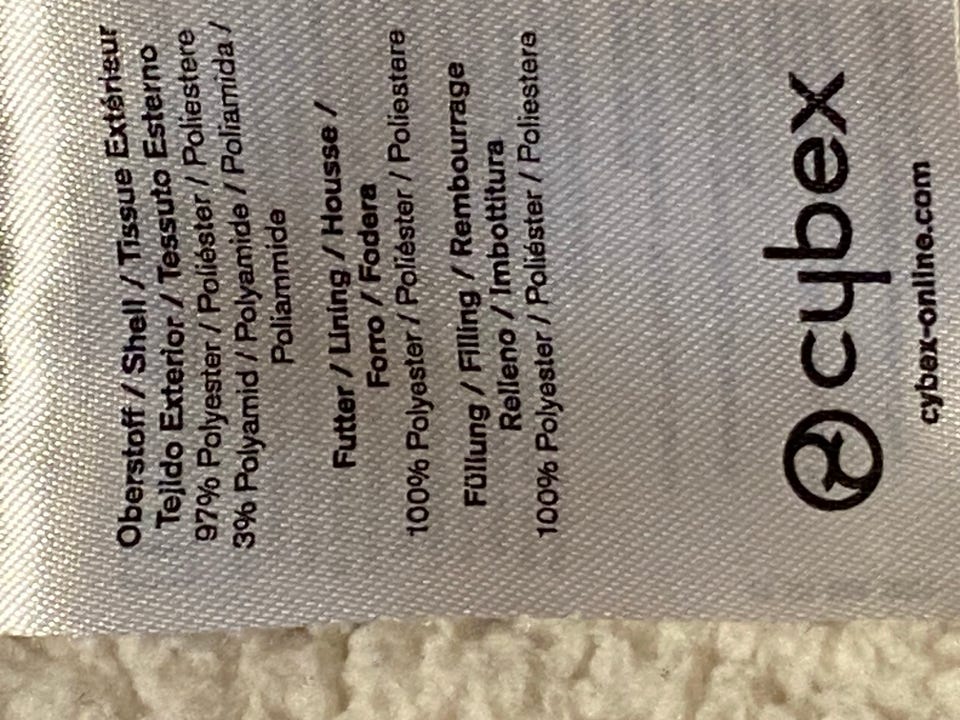 Oberstoff / Shell / Tissue Extérieur
Tejido Exterior / Tessuto Esterno
97% Polyester / Poliéster / Poliestere
3% Polyamid / Polyamide / Poliamida /
Poliammide
Futter / Lining / Housse /
Forro / Fodera
100% Polyester / Poliéster / Poliestere
Füllung / Filling / Rembourrage
Relleno / Imbottitura
100% Polyester / Poliéster / Poliestere
cybex
cybex-online.com